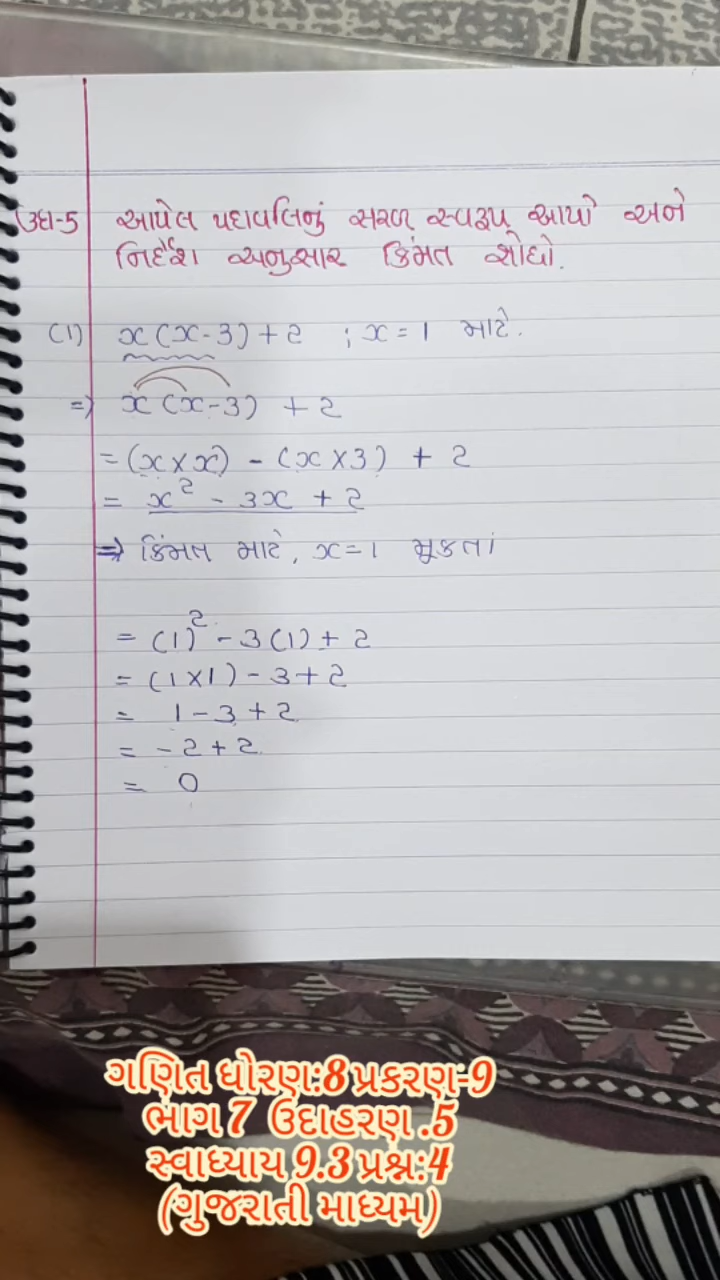 ઉદા-5 આપેલ પદાવલિનું સરળ સ્વરૂપ આપો અને
નિર્દેશ અનુસાર કિંમત શોધો.
(1) x(x-3)+2 ; x=1 માટે.
⇒ x(x-3) + 2
= (x×x) - (x×3) + 2
= x² - 3x + 2
⇒ કિંમત માટે, x=1 મૂકતાં
= (1)² - 3(1) + 2
= (1×1) - 3+2
= 1-3+2
= -2+2
= 0
ગણિત ધોરણ:8 પ્રકરણ-9
ભાગ 7 ઉદાહરણ .5
સ્વાધ્યાય 9.3 પ્રશ્ન:4
(ગુજરાતી માધ્યમ)